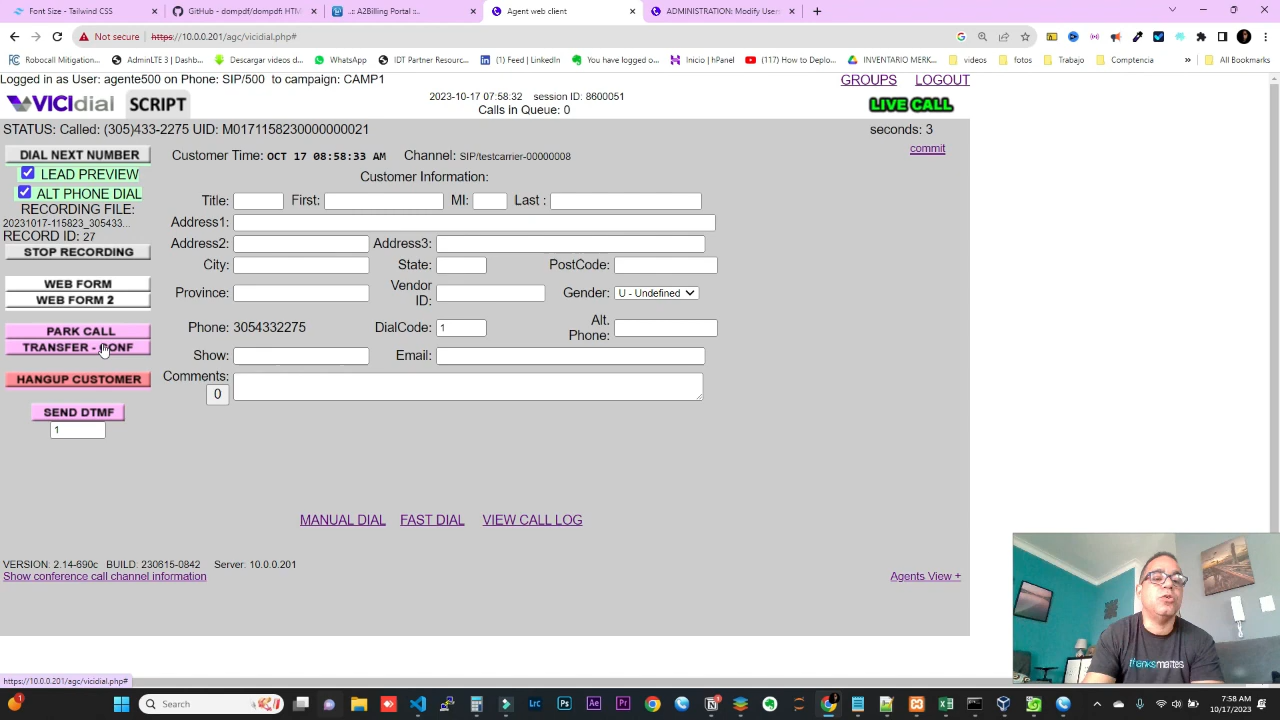 Font Size - Tailwind CSS
GitHub - dompdf/dompdf: HTM
.:: A2Billing Portal ::.
Agent web client
ADMINISTRATION: Modify User
Not secure
https://10.0.0.201/agc/vicidial.php#
Robocall Mitigation...
AdminLTE 3 | Dashb...
Descargar videos d...
WhatsApp
IDT Partner Resourc...
(1) Feed | LinkedIn
You have logged o...
Inicio | hPanel
(117) How to Deplo...
INVENTARIO MERK...
videos
fotos
Trabajo
Comptencia
»
All Bookmarks
Logged in as User: agente500 on Phone: SIP/500 to campaign: CAMP1
GROUPS LOGOUT
VICIdial SCRIPT
2023-10-17 07:58:32 session ID: 8600051
Calls in Queue: 0
LIVE CALL
STATUS: Called: (305)433-2275 UID: M0171158230000000021
seconds: 3
DIAL NEXT NUMBER
Customer Time: OCT 17 08:58:33 AM Channel: SIP/testcarrier-00000008
commit
LEAD PREVIEW
Customer Information:
ALT PHONE DIAL
Title: First: MI: Last :
RECORDING FILE:
20231017-115823_305433...
Address1:
RECORD ID: 27
Address2: Address3:
STOP RECORDING
City: State: PostCode:
WEB FORM
Province: Vendor ID: Gender: U - Undefined
WEB FORM 2
PARK CALL
Phone: 3054332275 DialCode: 1 Alt. Phone:
TRANSFER - CONF
Show: Email:
HANGUP CUSTOMER
Comments:
0
SEND DTMF
1
MANUAL DIAL FAST DIAL VIEW CALL LOG
VERSION: 2.14-690c BUILD: 230615-0842 Server: 10.0.0.201
Show conference call channel information
Agents View +
https://10.0.0.201/agc/vicidial.php#
Search
7:58 AM
10/17/2023